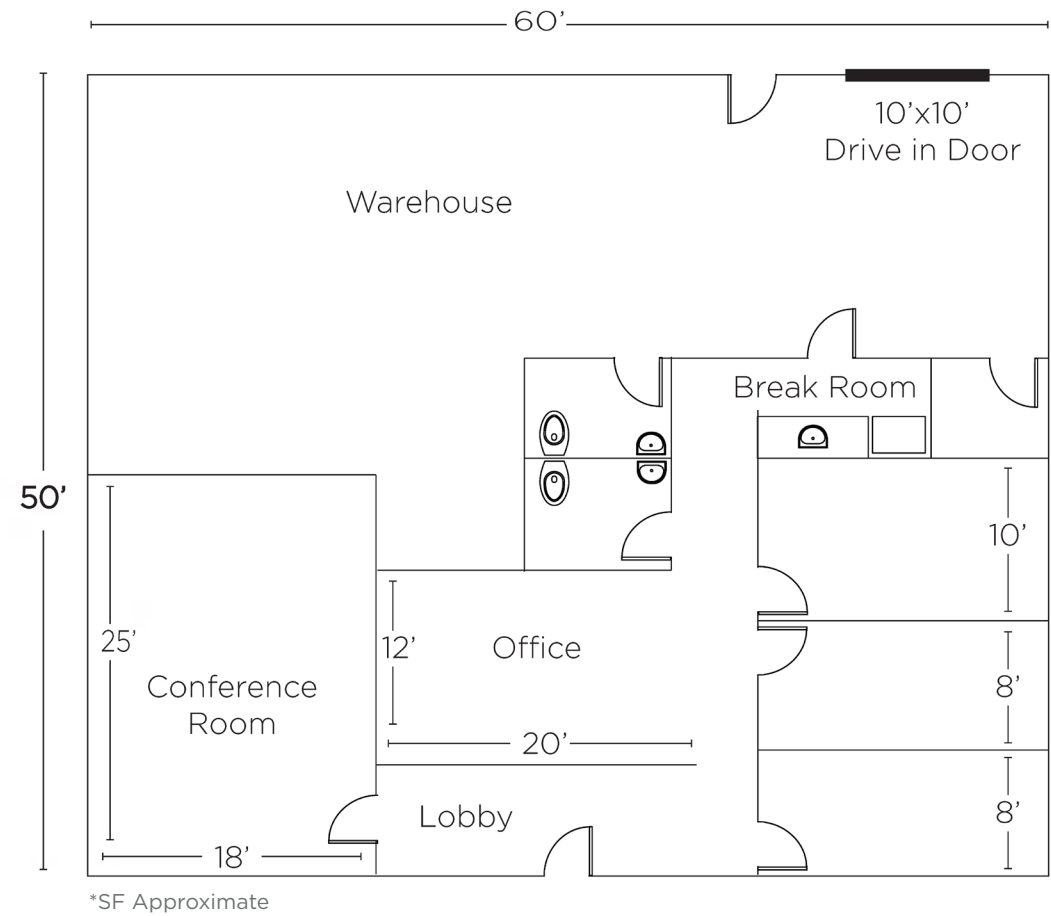 60’
10’x10’
Drive in Door
Warehouse
Break Room
50’
10’
25’
12’
Office
Conference
Room
8’
20’
Lobby
8’
18’
*SF Approximate